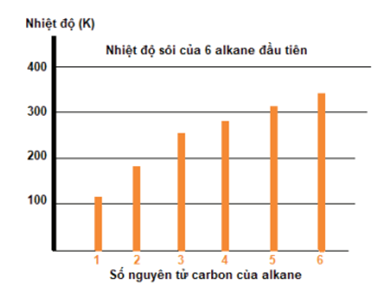 Nhiệt độ (K)
Nhiệt độ sôi của 6 alkane đầu tiên
400
300
200
100
1 2 3 4 5 6
Số nguyên tử carbon của alkane